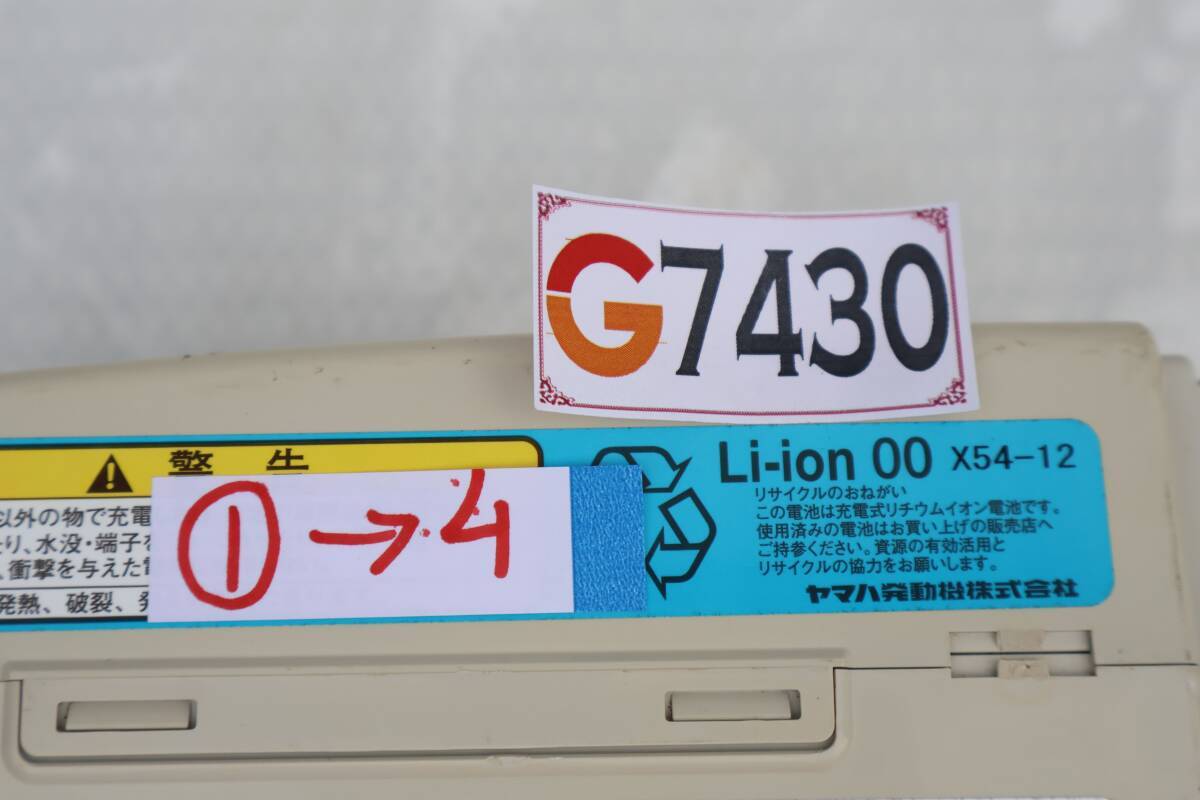 G7430
警告
以外の物で充電
り、水没・端子を
、衝撃を与えた
発熱、破裂、発
①→4
Li-ion 00 X54-12
リサイクルのおねがい
この電池は充電式リチウムイオン電池です。
使用済みの電池はお買い上げの販売店へ
ご持参ください。資源の有効活用と
リサイクルの協力をお願いします。
ヤマハ発動機株式会社